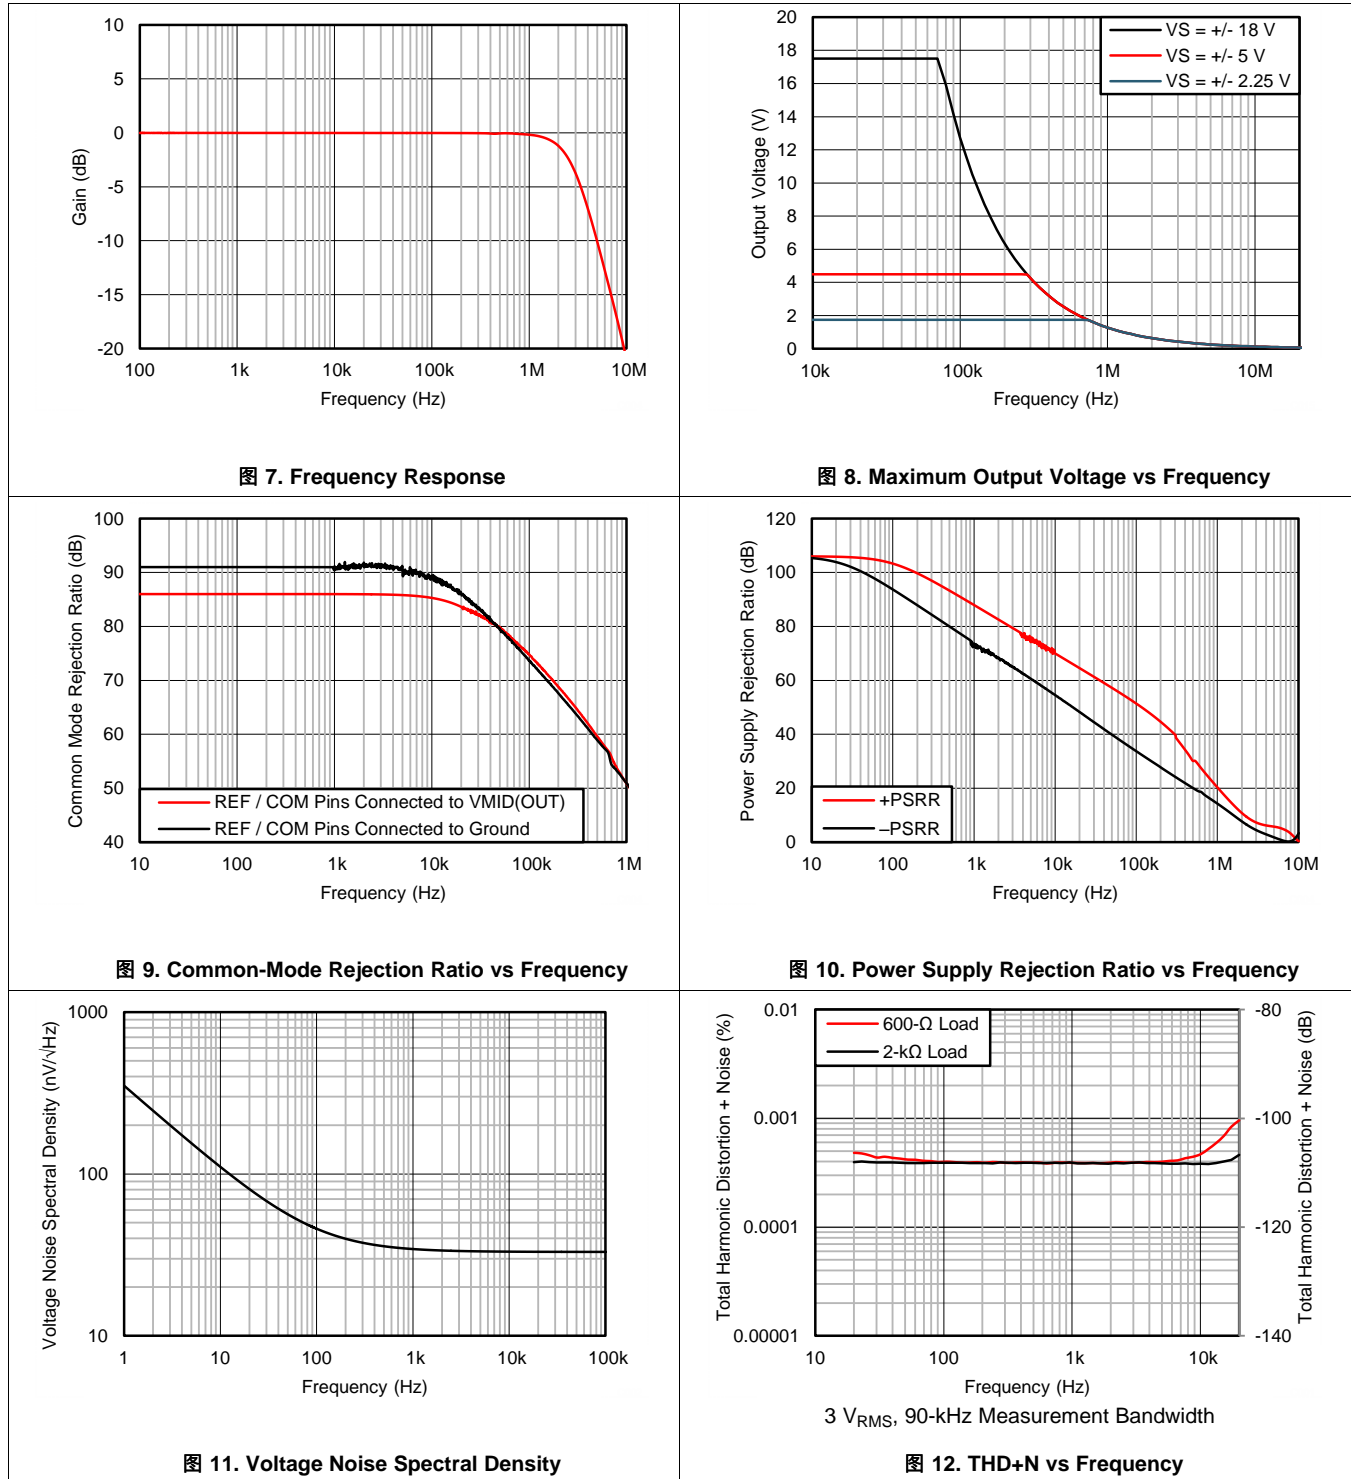 10
5
0
-5
-10
-15
-20
Gain (dB)
100 1k 10k 100k 1M 10M
Frequency (Hz)
图 7. Frequency Response
20
18
16
14
12
10
8
6
4
2
0
Output Voltage (V)
VS = +/- 18 V
VS = +/- 5 V
VS = +/- 2.25 V
10k 100k 1M 10M
Frequency (Hz)
图 8. Maximum Output Voltage vs Frequency
100
90
80
70
60
50
40
Common Mode Rejection Ratio (dB)
REF / COM Pins Connected to VMID(OUT)
REF / COM Pins Connected to Ground
10 100 1k 10k 100k 1M
Frequency (Hz)
图 9. Common-Mode Rejection Ratio vs Frequency
120
100
80
60
40
20
0
Power Supply Rejection Ratio (dB)
+PSRR
–PSRR
10 100 1k 10k 100k 1M 10M
Frequency (Hz)
图 10. Power Supply Rejection Ratio vs Frequency
1000
100
10
Voltage Noise Spectral Density (nV/√Hz)
1 10 100 1k 10k 100k
Frequency (Hz)
图 11. Voltage Noise Spectral Density
0.01
0.001
0.0001
0.00001
Total Harmonic Distortion + Noise (%)
600-Ω Load
2-kΩ Load
-80
-100
-120
-140
Total Harmonic Distortion + Noise (dB)
10 100 1k 10k
Frequency (Hz)
3 VRMS, 90-kHz Measurement Bandwidth
图 12. THD+N vs Frequency